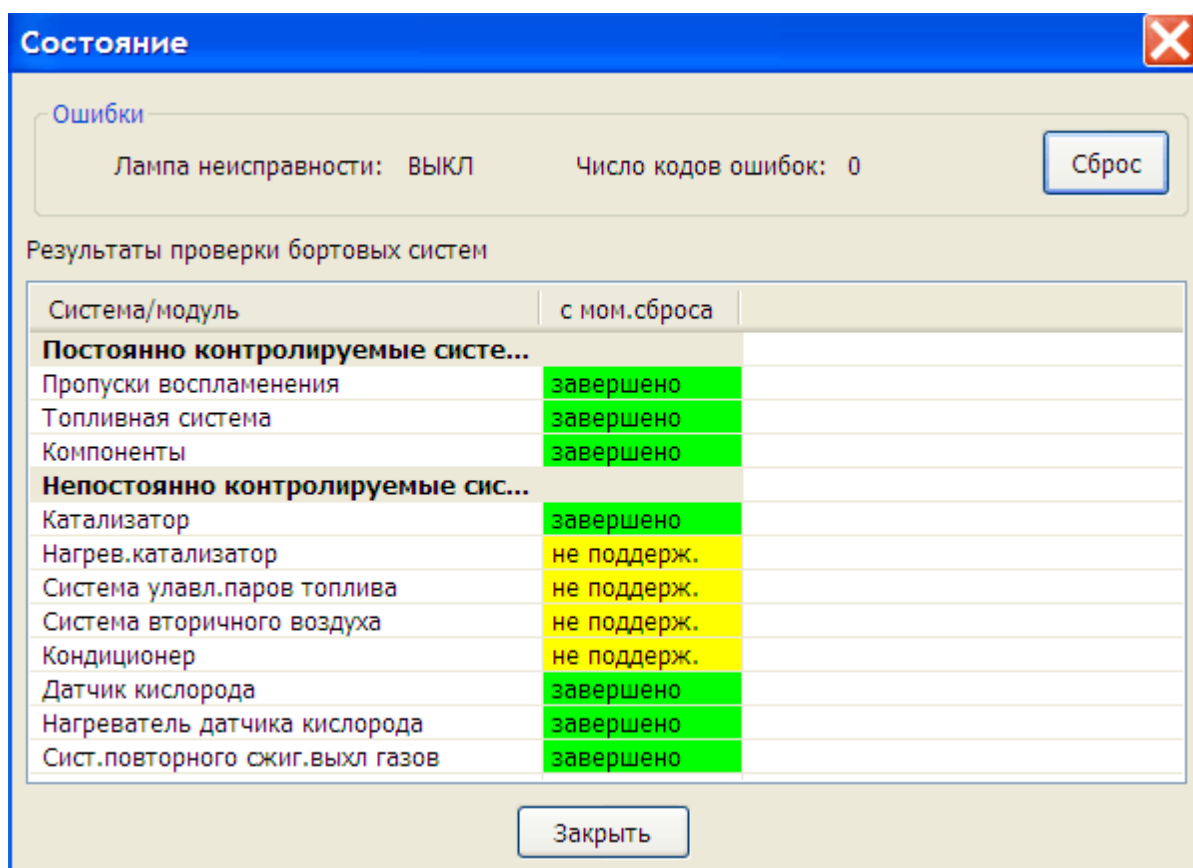 Состояние
Ошибки
Лампа неисправности: ВЫКЛ Число кодов ошибок: 0 Сброс
Результаты проверки бортовых систем
Система/модуль с мом.сброса
Постоянно контролируемые систе...
Пропуски воспламенения завершено
Топливная система завершено
Компоненты завершено
Непостоянно контролируемые сис...
Катализатор завершено
Нагрев.катализатор не поддерж.
Система улавл.паров топлива не поддерж.
Система вторичного воздуха не поддерж.
Кондиционер не поддерж.
Датчик кислорода завершено
Нагреватель датчика кислорода завершено
Сист.повторного сжиг.выхл газов завершено
Закрыть